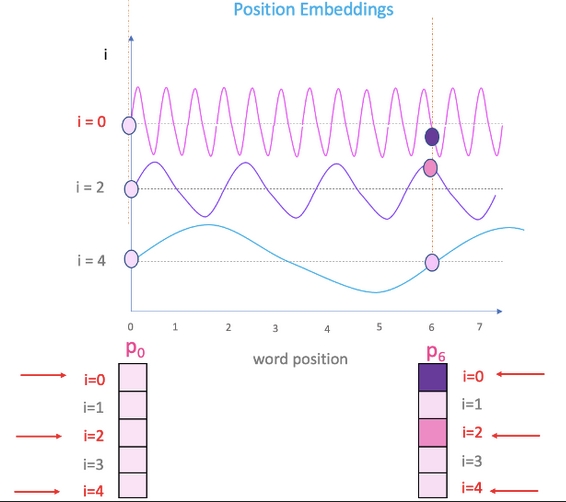 Position Embeddings
i
i = 0
i = 2
i = 4
0 1 2 3 4 5 6 7
word position
p0
i=0
i=1
i=2
i=3
i=4
p6
i=0
i=1
i=2
i=3
i=4